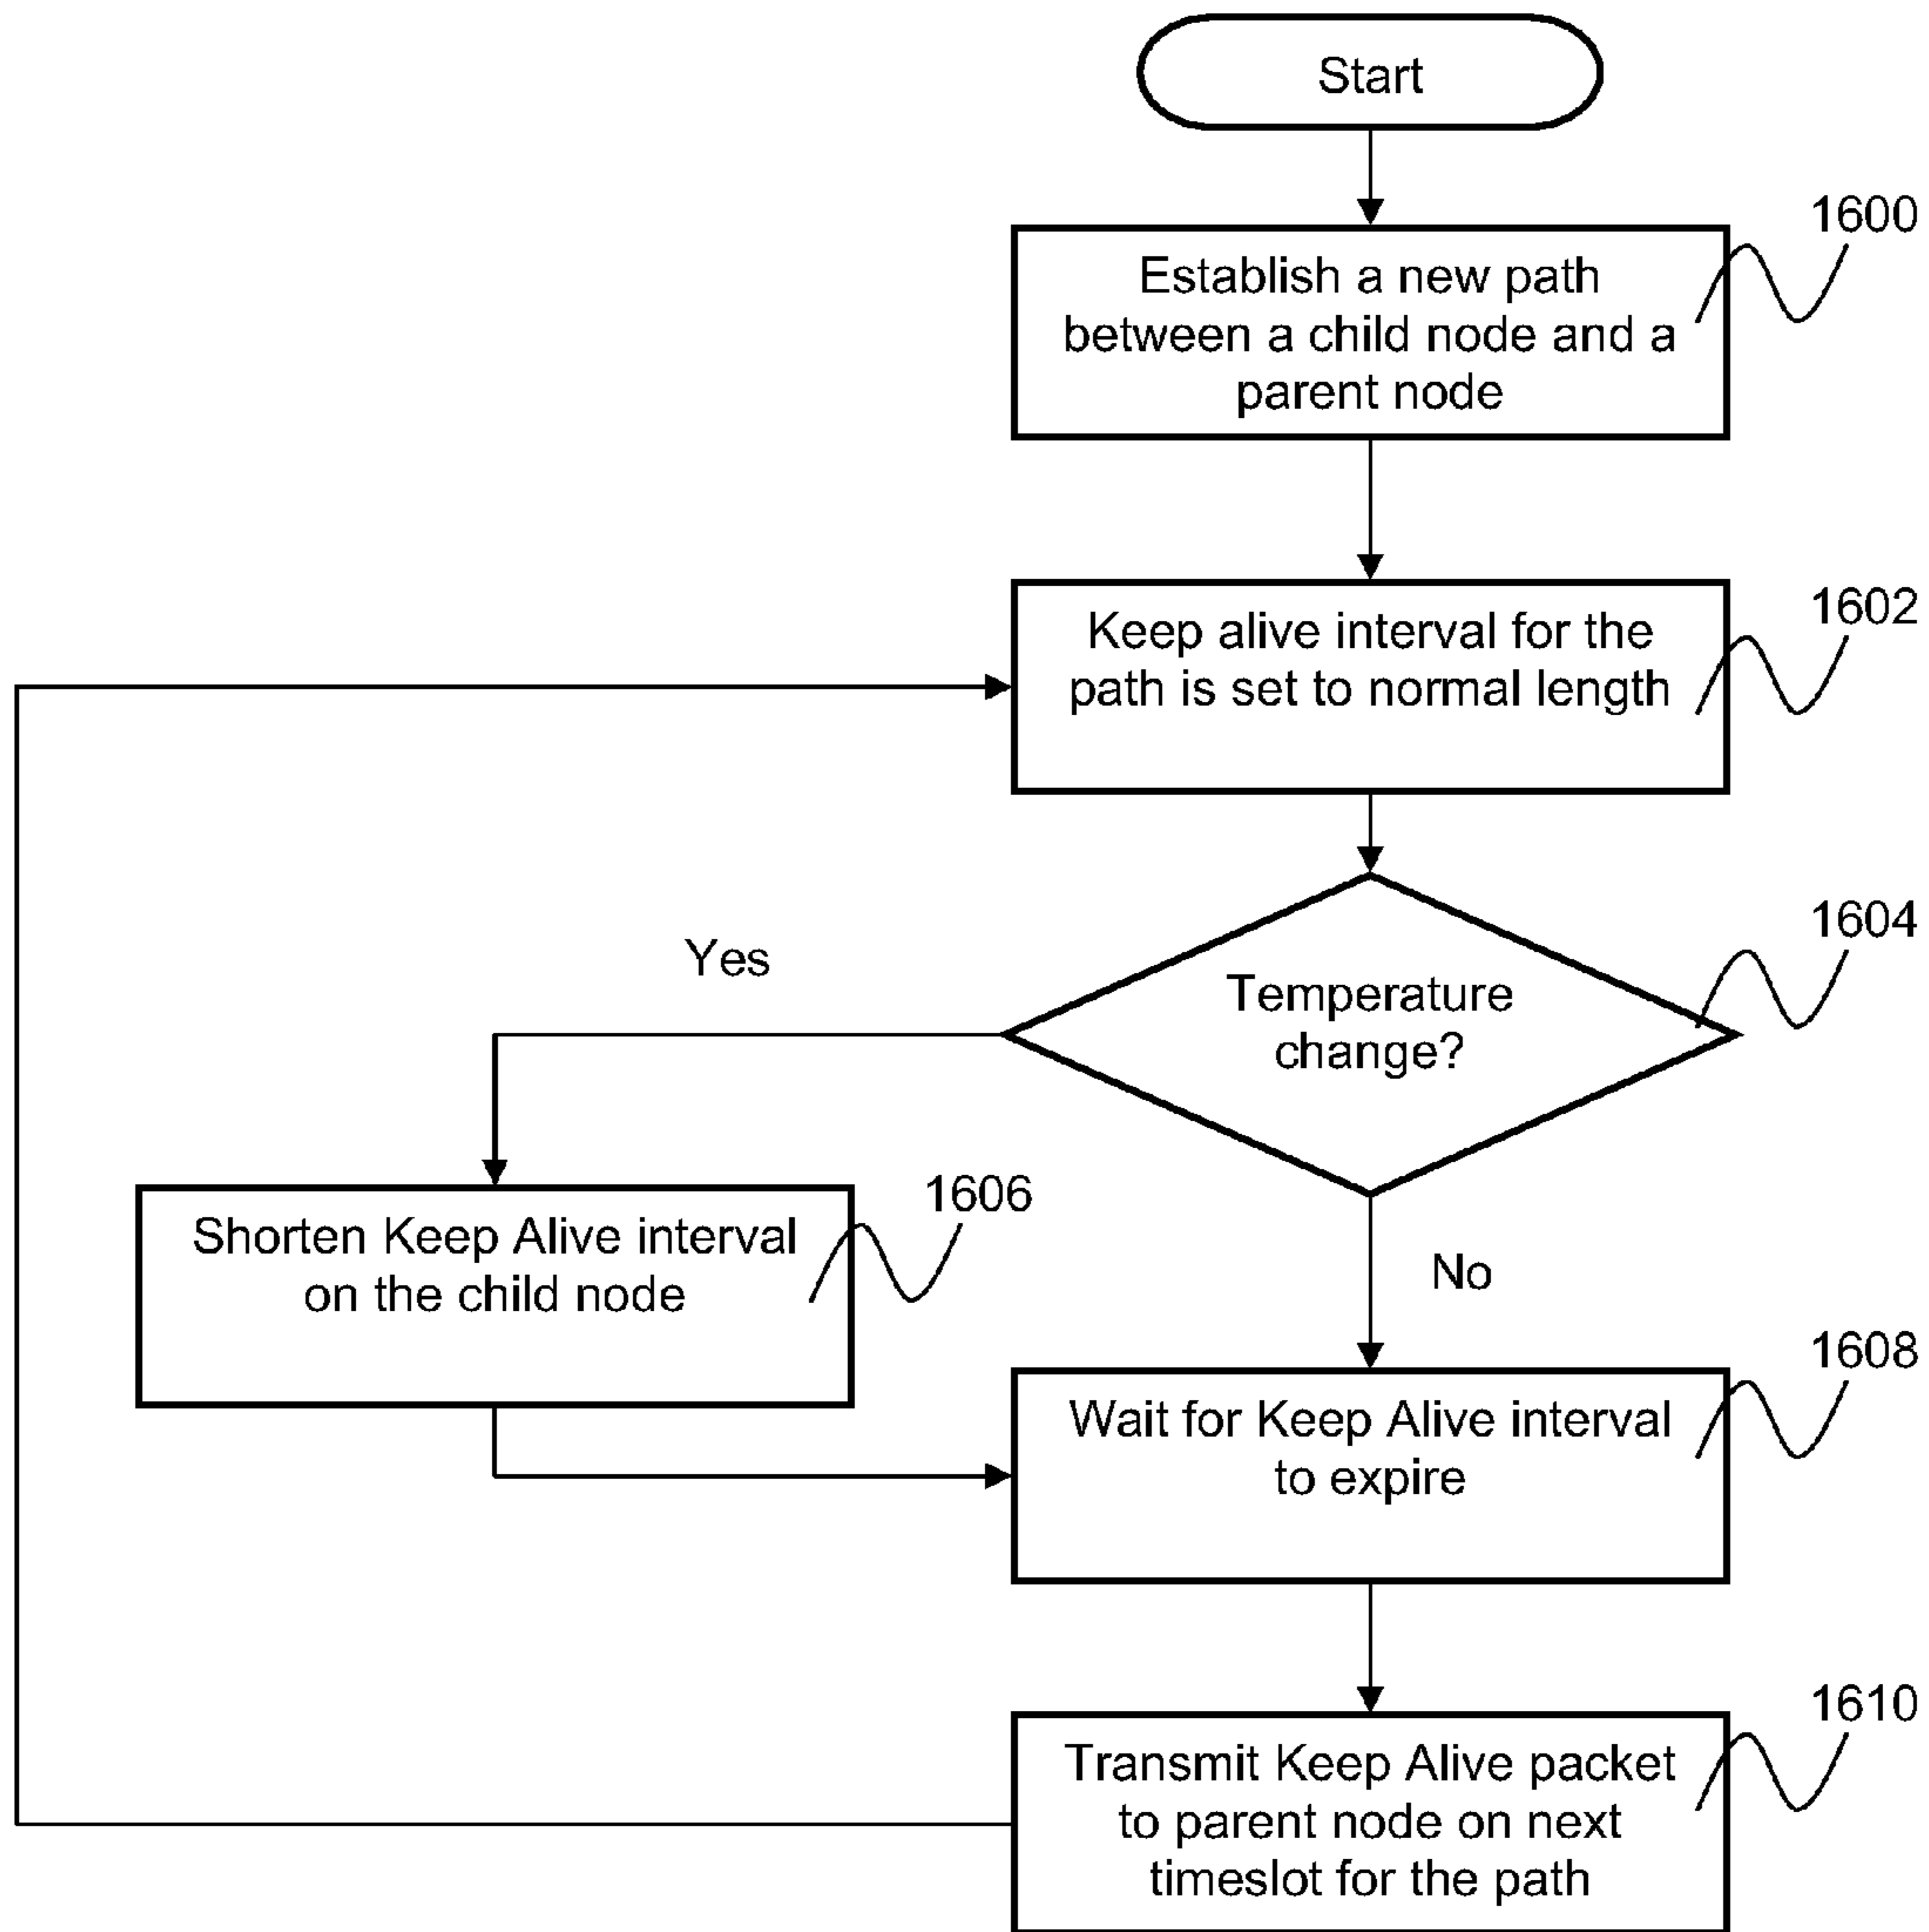 Start
1600
Establish a new path
between a child node and a
parent node
1602
Keep alive interval for the
path is set to normal length
1604
Yes
Temperature
change?
1606
Shorten Keep Alive interval
on the child node
No
1608
Wait for Keep Alive interval
to expire
1610
Transmit Keep Alive packet
to parent node on next
timeslot for the path